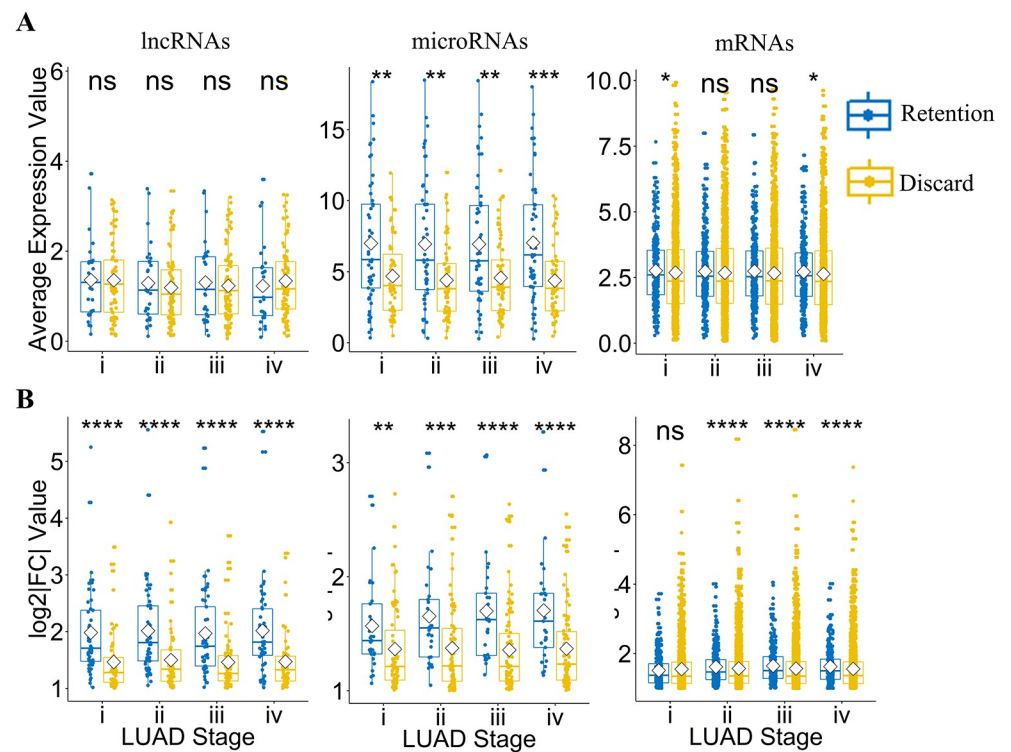 A
lncRNAs
microRNAs
mRNAs
Average Expression Value
6
4
2
0
ns ns ns ns
i ii iii iv
15
10
5
0
** ** ** ***
i ii iii iv
10.0
7.5
5.0
2.5
0.0
* ns ns *
i ii iii iv
Retention
Discard
B
log2|FC| Value
5
4
3
2
1
**** **** **** ****
i ii iii iv
LUAD Stage
3
2
1
** *** **** ****
i ii iii iv
LUAD Stage
8
6
4
2
ns **** **** ****
i ii iii iv
LUAD Stage